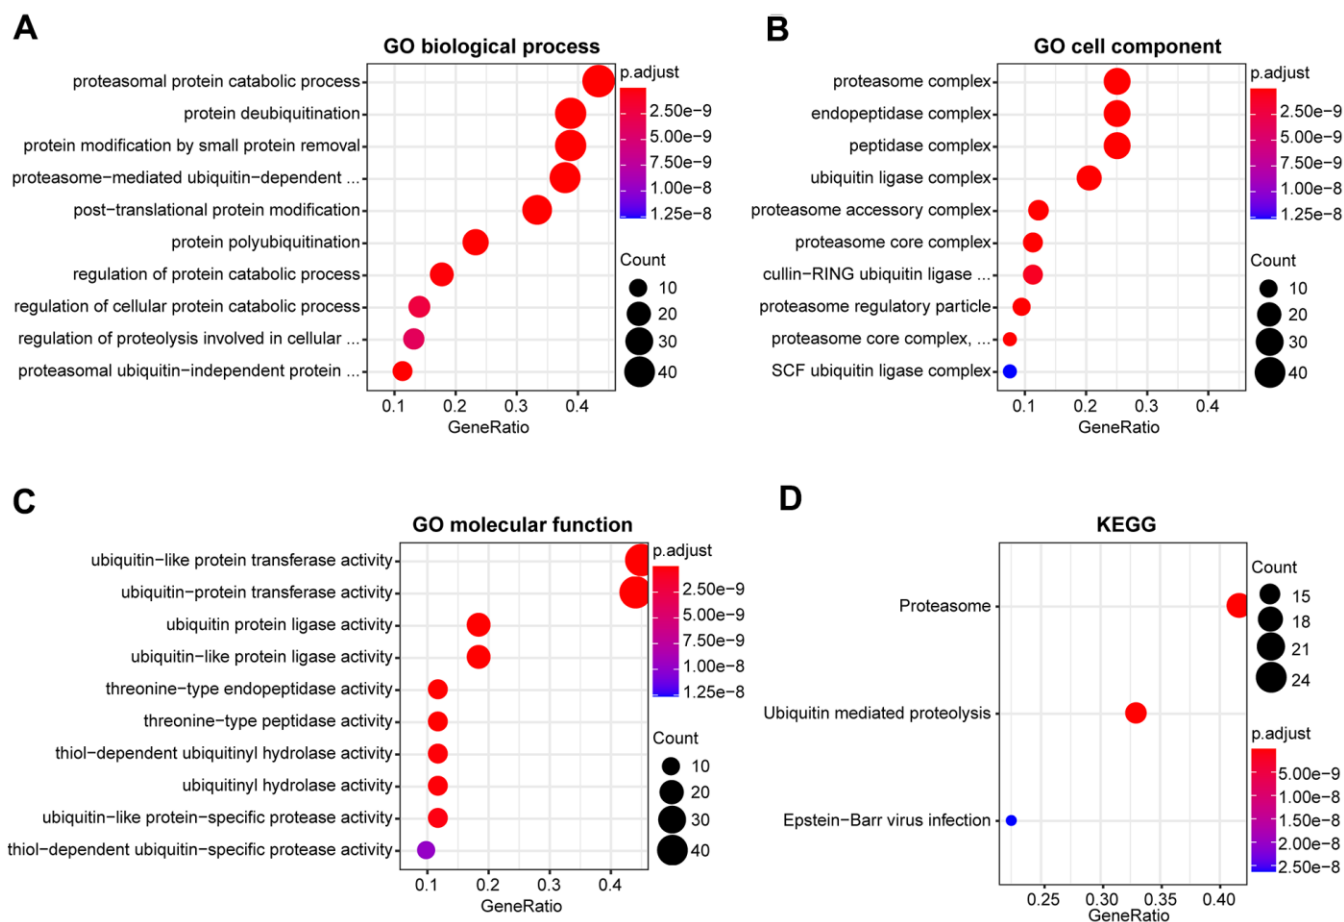 A
GO biological process
proteasomal protein catabolic process
protein deubiquitination
protein modification by small protein removal
proteasome-mediated ubiquitin-dependent ...
post-translational protein modification
protein polyubiquitination
regulation of protein catabolic process
regulation of cellular protein catabolic process
regulation of proteolysis involved in cellular ...
proteasomal ubiquitin-independent protein ...
0.1 0.2 0.3 0.4
GeneRatio
p.adjust
2.50e-9
5.00e-9
7.50e-9
1.00e-8
1.25e-8
Count
10
20
30
40
B
GO cell component
proteasome complex
endopeptidase complex
peptidase complex
ubiquitin ligase complex
proteasome accessory complex
proteasome core complex
cullin-RING ubiquitin ligase ...
proteasome regulatory particle
proteasome core complex, ...
SCF ubiquitin ligase complex
0.1 0.2 0.3 0.4
GeneRatio
p.adjust
2.50e-9
5.00e-9
7.50e-9
1.00e-8
1.25e-8
Count
10
20
30
40
C
GO molecular function
ubiquitin-like protein transferase activity
ubiquitin-protein transferase activity
ubiquitin protein ligase activity
ubiquitin-like protein ligase activity
threonine-type endopeptidase activity
threonine-type peptidase activity
thiol-dependent ubiquitinyl hydrolase activity
ubiquitinyl hydrolase activity
ubiquitin-like protein-specific protease activity
thiol-dependent ubiquitin-specific protease activity
0.1 0.2 0.3 0.4
GeneRatio
p.adjust
2.50e-9
5.00e-9
7.50e-9
1.00e-8
1.25e-8
Count
10
20
30
40
D
KEGG
Proteasome
Ubiquitin mediated proteolysis
Epstein-Barr virus infection
0.25 0.30 0.35 0.40
GeneRatio
Count
15
18
21
24
p.adjust
5.00e-9
1.00e-8
1.50e-8
2.00e-8
2.50e-8